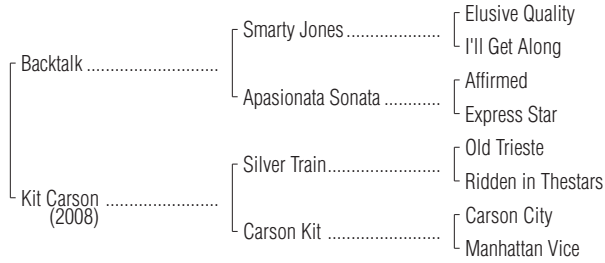 Elusive Quality
Smarty Jones ....................
I'll Get Along
Backtalk ............................
Affirmed
Apasionata Sonata ............
Express Star
Old Trieste
Silver Train........................
Ridden in Thestars
Kit Carson ........................
(2008)
Carson City
Carson Kit ........................
Manhattan Vice